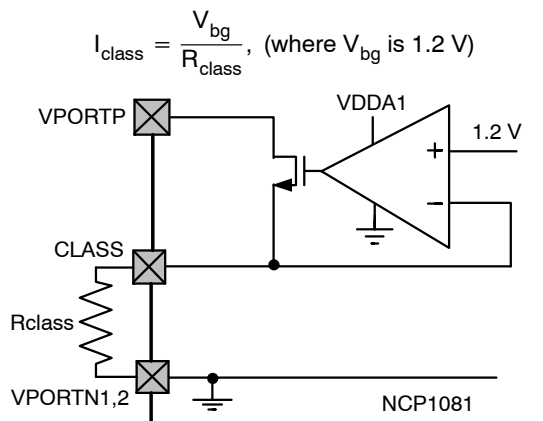 I_class = V_bg / R_class, (where V_bg is 1.2 V)
VPORTP
VDDA1
1.2 V
+
−
CLASS
Rclass
VPORTN1,2
NCP1081